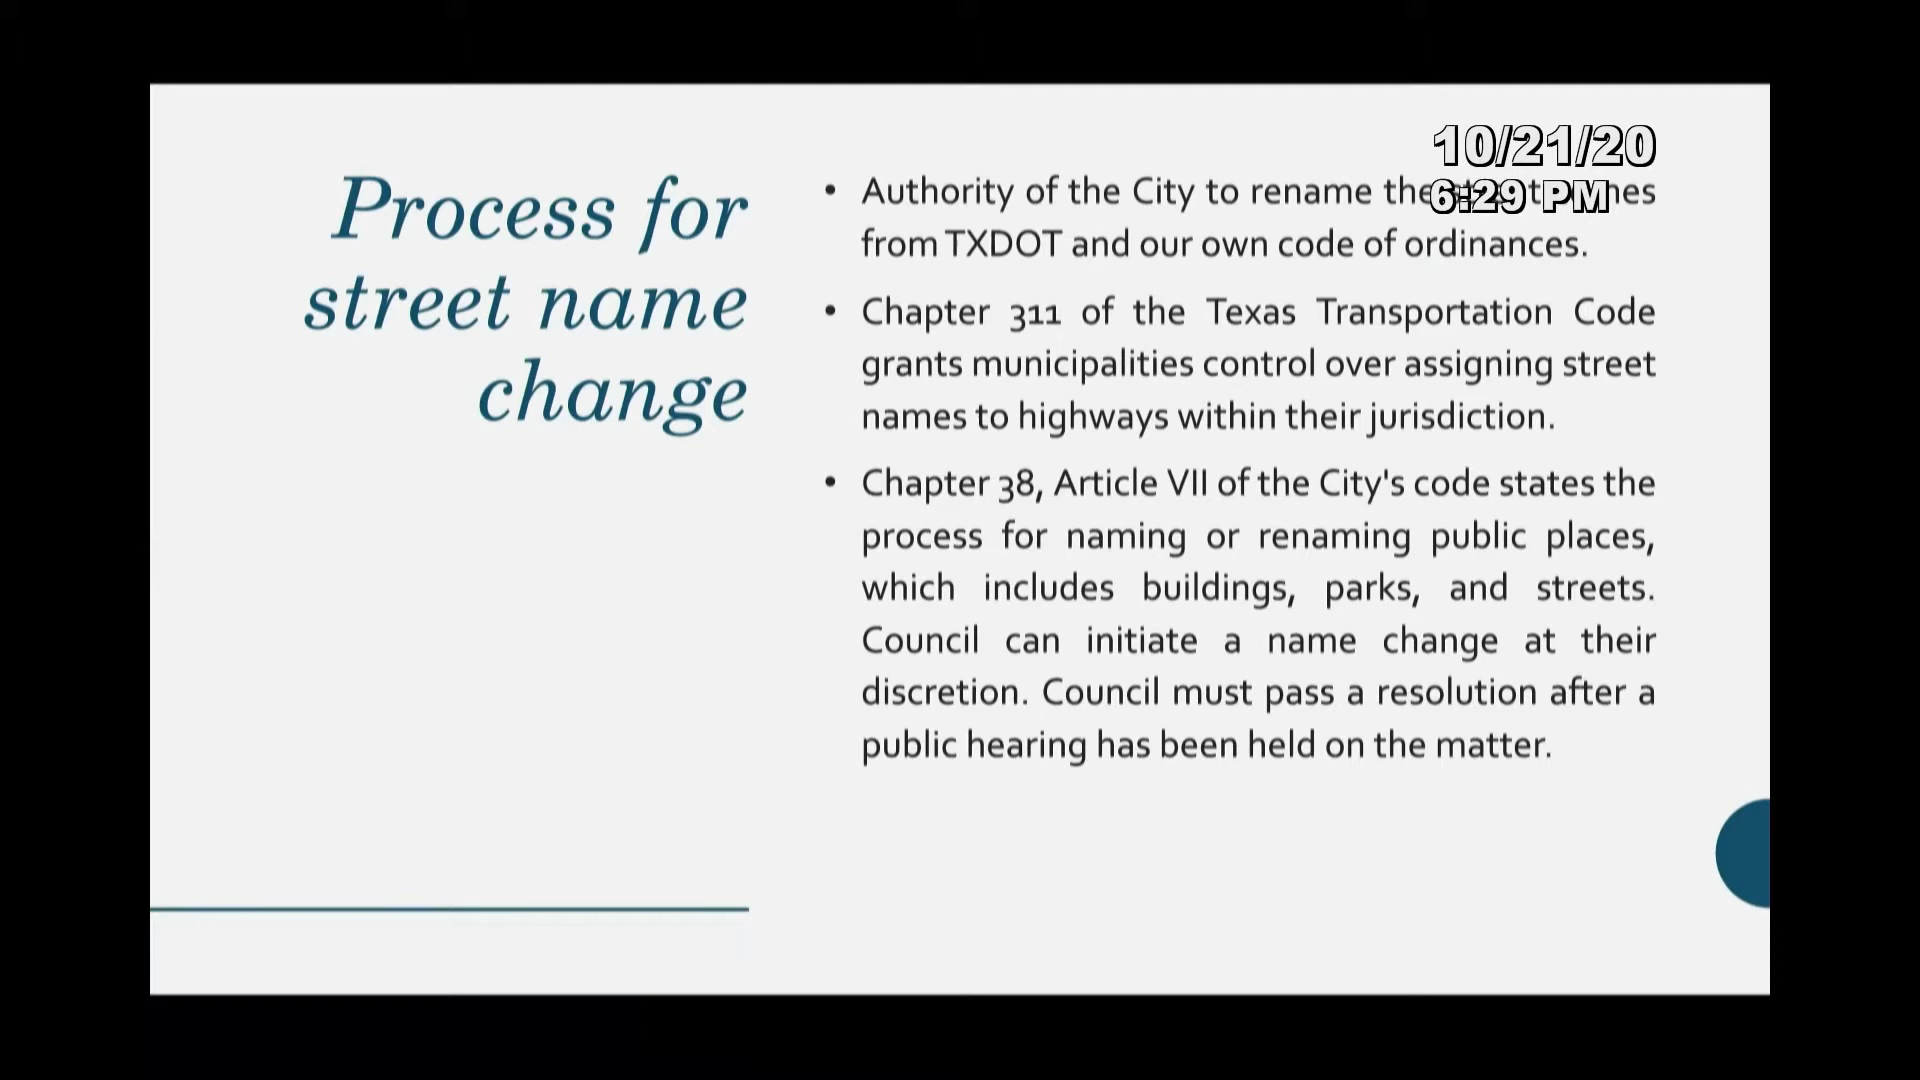 Process for
street name
change
10/21/20
6:29 PM
• Authority of the City to rename the
from TXDOT and our own code of ordinances.
• Chapter 311 of the Texas Transportation Code
grants municipalities control over assigning street
names to highways within their jurisdiction.
• Chapter 38, Article VII of the City's code states the
process for naming or renaming public places,
which includes buildings, parks, and streets.
Council can initiate a name change at their
discretion. Council must pass a resolution after a
public hearing has been held on the matter.